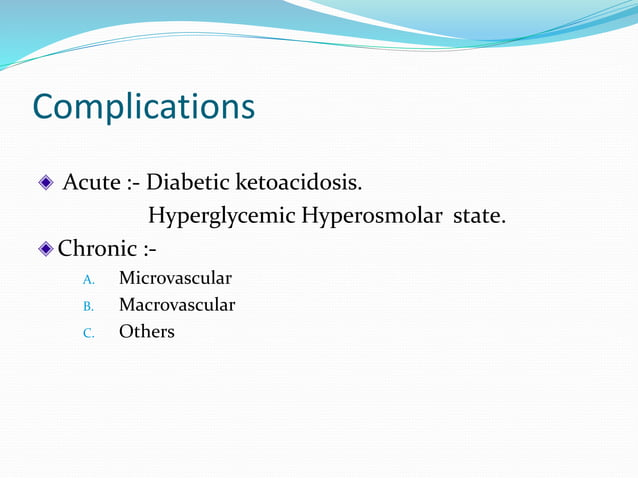 Complications
Acute :- Diabetic ketoacidosis.
Hyperglycemic Hyperosmolar state.
Chronic :-
A. Microvascular
B. Macrovascular
C. Others